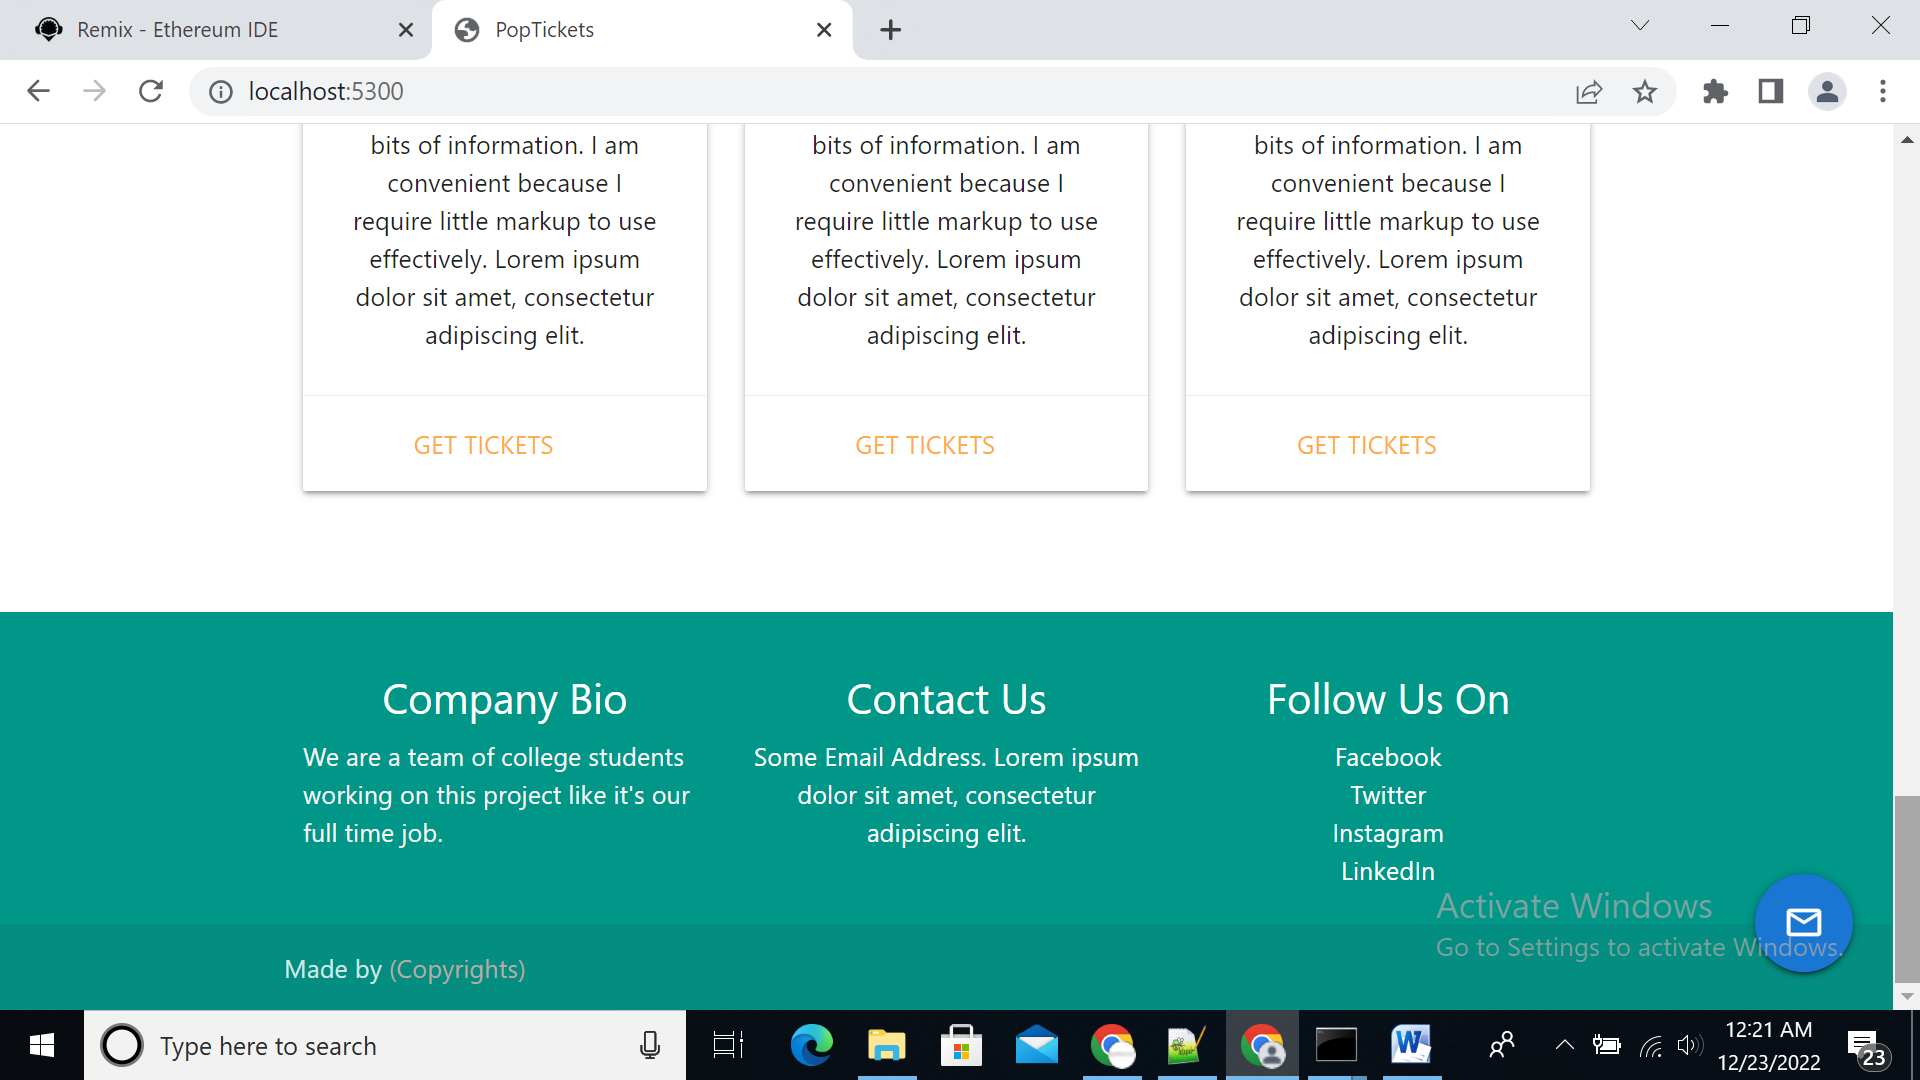 Remix - Ethereum IDE
PopTickets
localhost:5300
bits of information. I am
convenient because I
require little markup to use
effectively. Lorem ipsum
dolor sit amet, consectetur
adipiscing elit.
GET TICKETS
bits of information. I am
convenient because I
require little markup to use
effectively. Lorem ipsum
dolor sit amet, consectetur
adipiscing elit.
GET TICKETS
bits of information. I am
convenient because I
require little markup to use
effectively. Lorem ipsum
dolor sit amet, consectetur
adipiscing elit.
GET TICKETS
Company Bio
We are a team of college students
working on this project like it's our
full time job.
Contact Us
Some Email Address. Lorem ipsum
dolor sit amet, consectetur
adipiscing elit.
Follow Us On
Facebook
Twitter
Instagram
LinkedIn
Activate Windows
Go to Settings to activate Windows.
Made by (Copyrights)
Type here to search
12:21 AM
12/23/2022
23